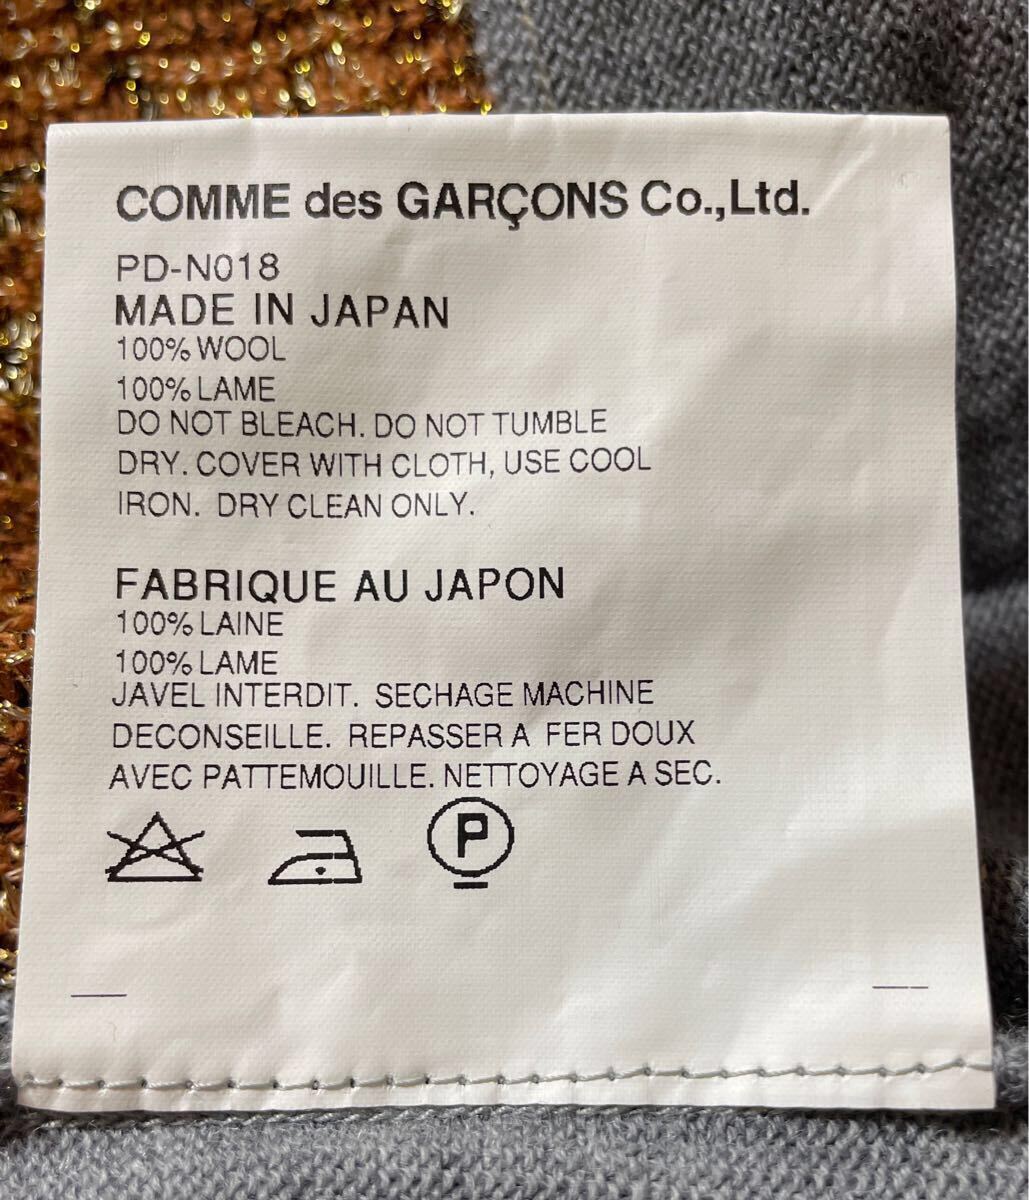 COMME des GARÇONS Co.,Ltd.
PD-N018
MADE IN JAPAN
100% WOOL
100% LAME
DO NOT BLEACH. DO NOT TUMBLE
DRY. COVER WITH CLOTH, USE COOL
IRON. DRY CLEAN ONLY.
FABRIQUE AU JAPON
100% LAINE
100% LAME
JAVEL INTERDIT. SECHAGE MACHINE
DECONSEILLE. REPASSER A FER DOUX
AVEC PATTEMOUILLE. NETTOYAGE A SEC.
P